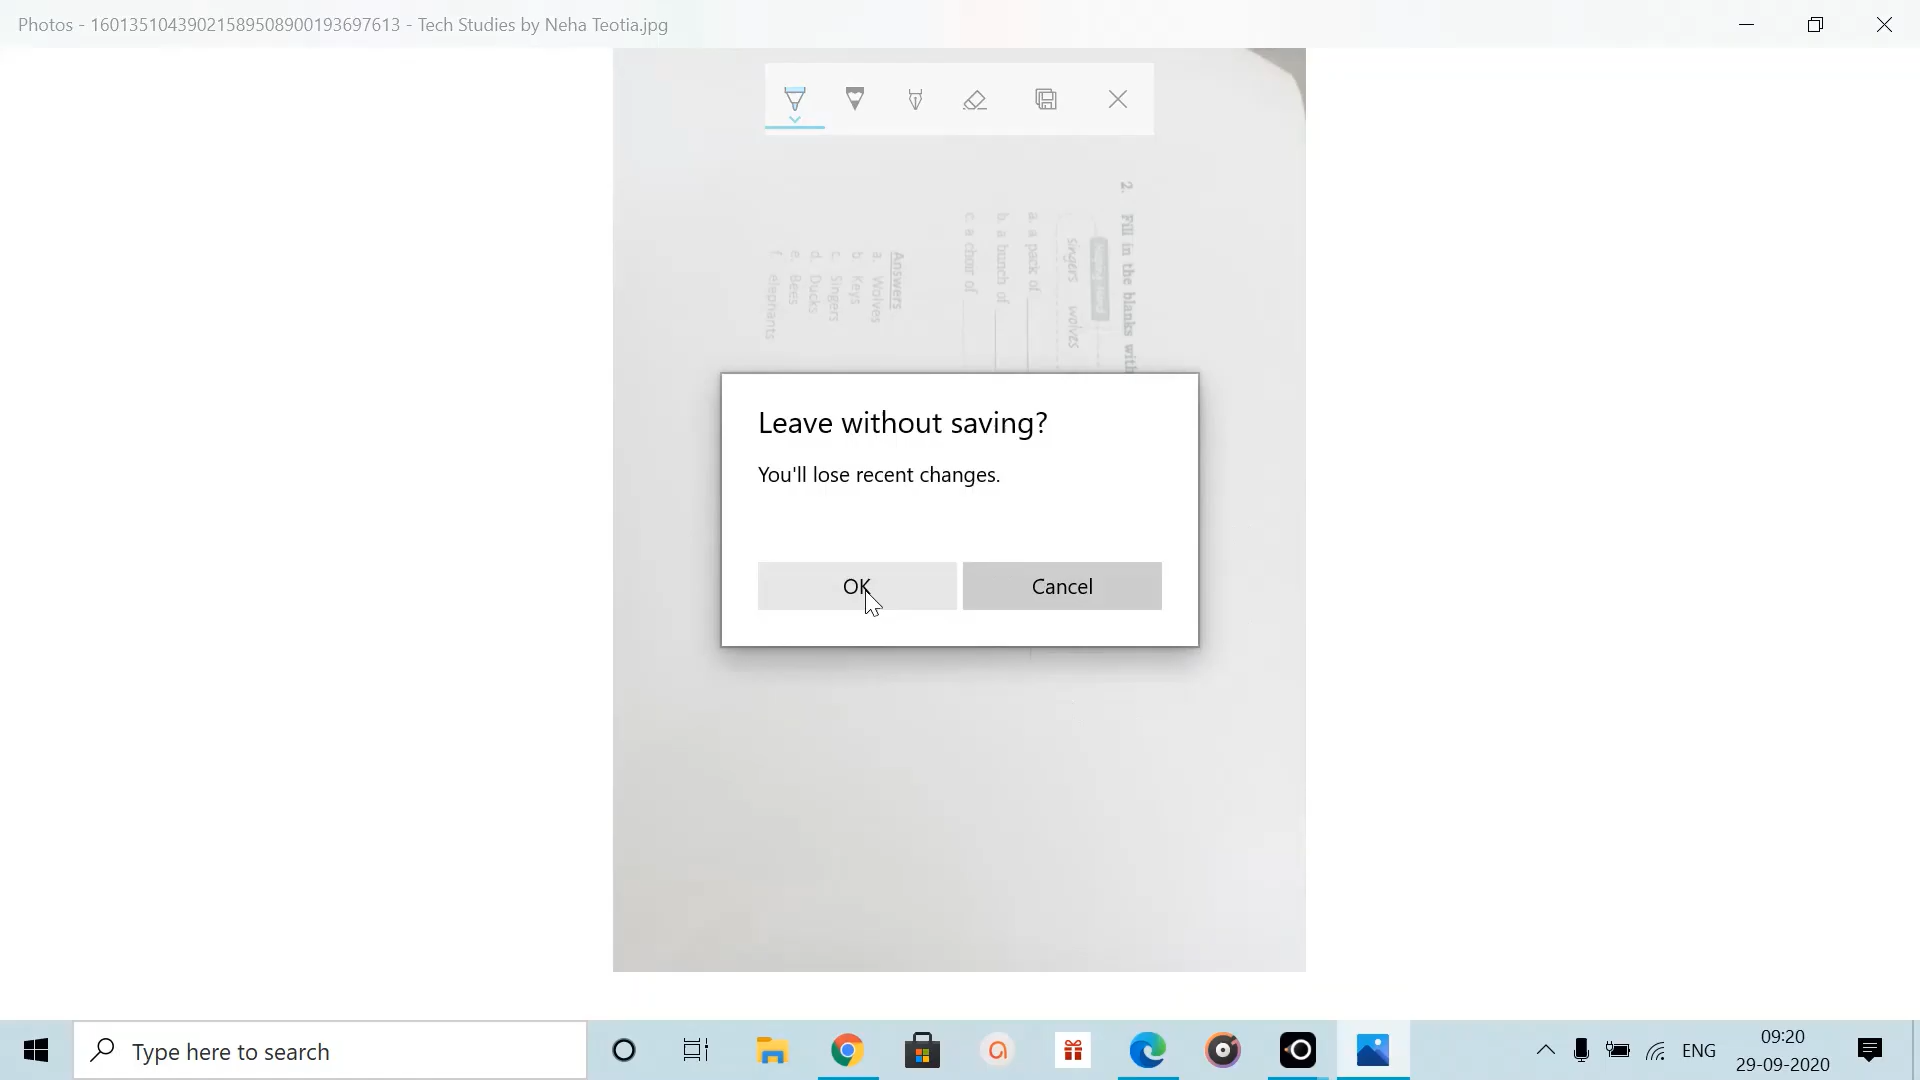 Photos - 16013510439021589508900193697613 - Tech Studies by Neha Teotia.jpg
2. Fill in the blanks with
singers wolves
a. a pack of
b. a bunch of
c. a choir of
Answers
a. Wolves
b. Keys
c. Singers
d. Ducks
e. Bees
f. elephants
Leave without saving?
You'll lose recent changes.
OK
Cancel
Type here to search
ENG
09:20
29-09-2020